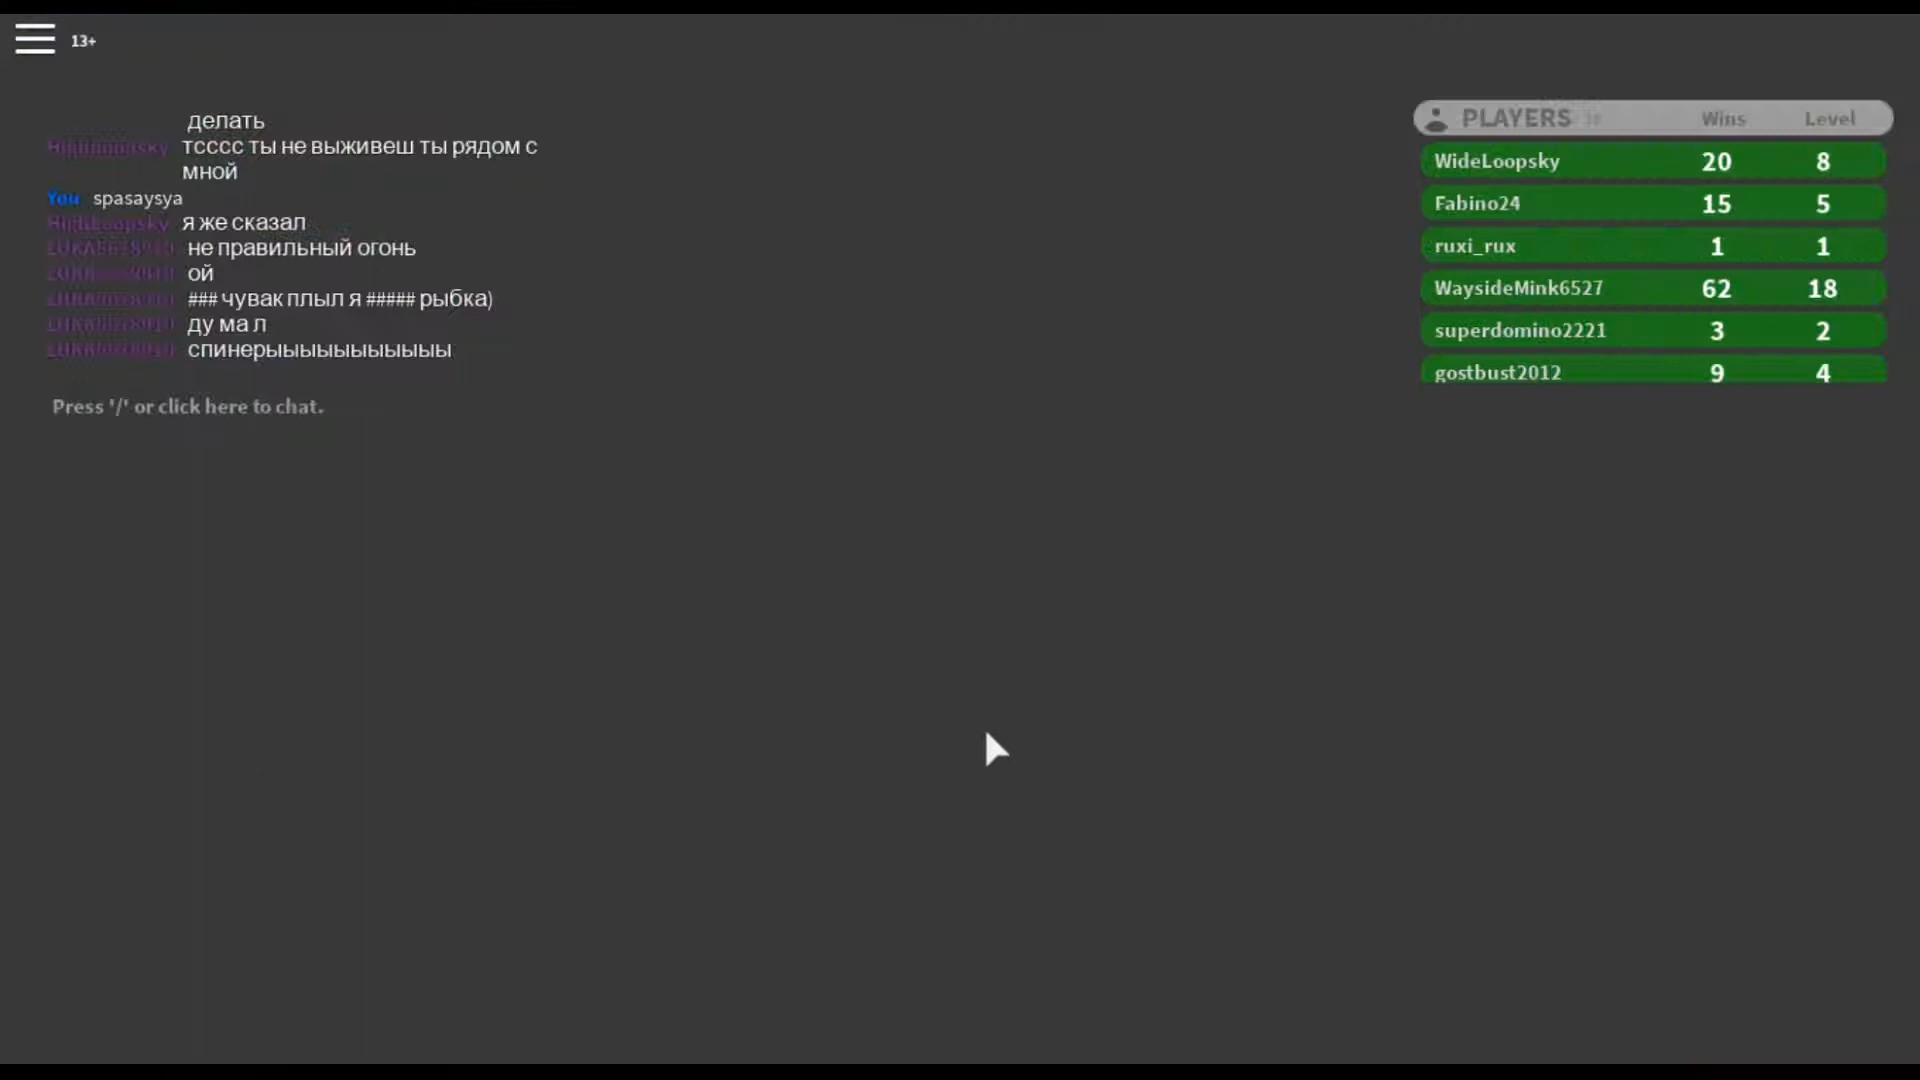 13+
делать
тсссс ты не выживеш ты рядом с
мной
You spasaysya
я же сказал
не правильный огонь
ой
### чувак плыл я ##### рыбка)
ду ма л
спинерыыыыыыыыыыы
Press '/' or click here to chat.
PLAYERS Wins Level
WideLoopsky 20 8
Fabino24 15 5
ruxi_rux 1 1
WaysideMink6527 62 18
superdomino2221 3 2
gostbust2012 9 4